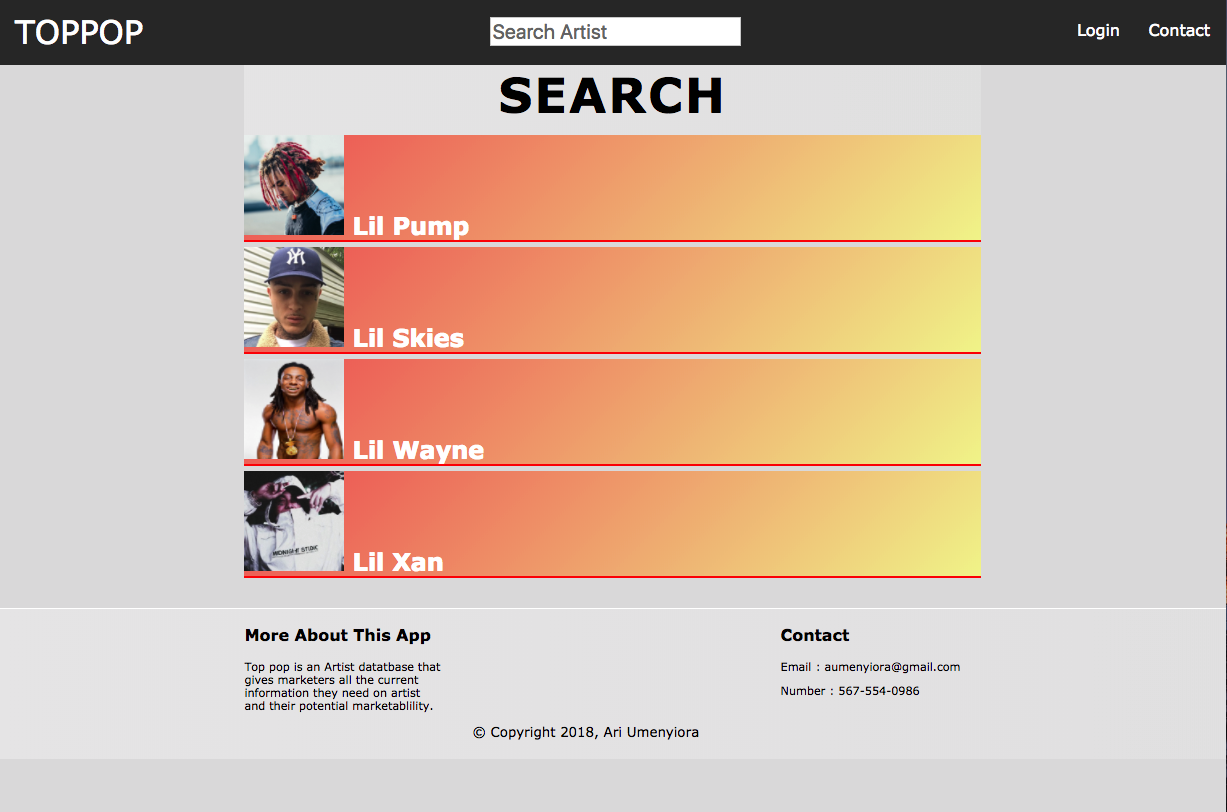 TOPPOP
Search Artist
Login
Contact
SEARCH
Lil Pump
Lil Skies
Lil Wayne
MIDNIGHT STUDIOS
Lil Xan
More About This App
Top pop is an Artist datatbase that
gives marketers all the current
information they need on artist
and their potential marketablility.
Contact
Email : aumenyiora@gmail.com
Number : 567-554-0986
© Copyright 2018, Ari Umenyiora